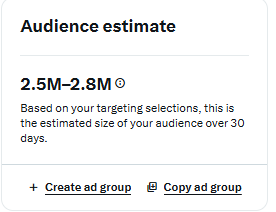 Audience estimate
2.5M–2.8M
Based on your targeting selections, this is
the estimated size of your audience over 30
days.
+ Create ad group Copy ad group